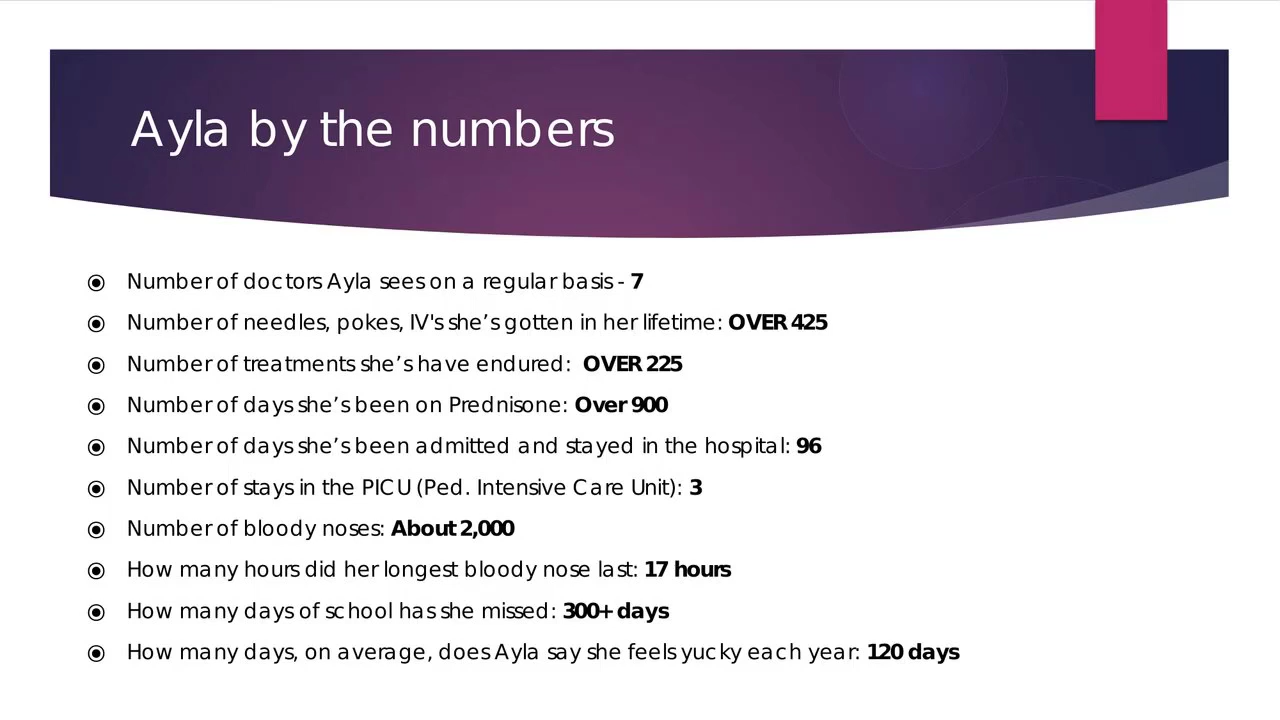 Ayla by the numbers
Number of doctors Ayla sees on a regular basis - 7
Number of needles, pokes, IV's she’s gotten in her lifetime: OVER 425
Number of treatments she’s have endured:  OVER 225
Number of days she’s been on Prednisone: Over 900
Number of days she’s been admitted and stayed in the hospital: 96
Number of stays in the PICU (Ped. Intensive Care Unit): 3
Number of bloody noses: About 2,000
How many hours did her longest bloody nose last: 17 hours
How many days of school has she missed: 300+ days
How many days, on average, does Ayla say she feels yucky each year: 120 days